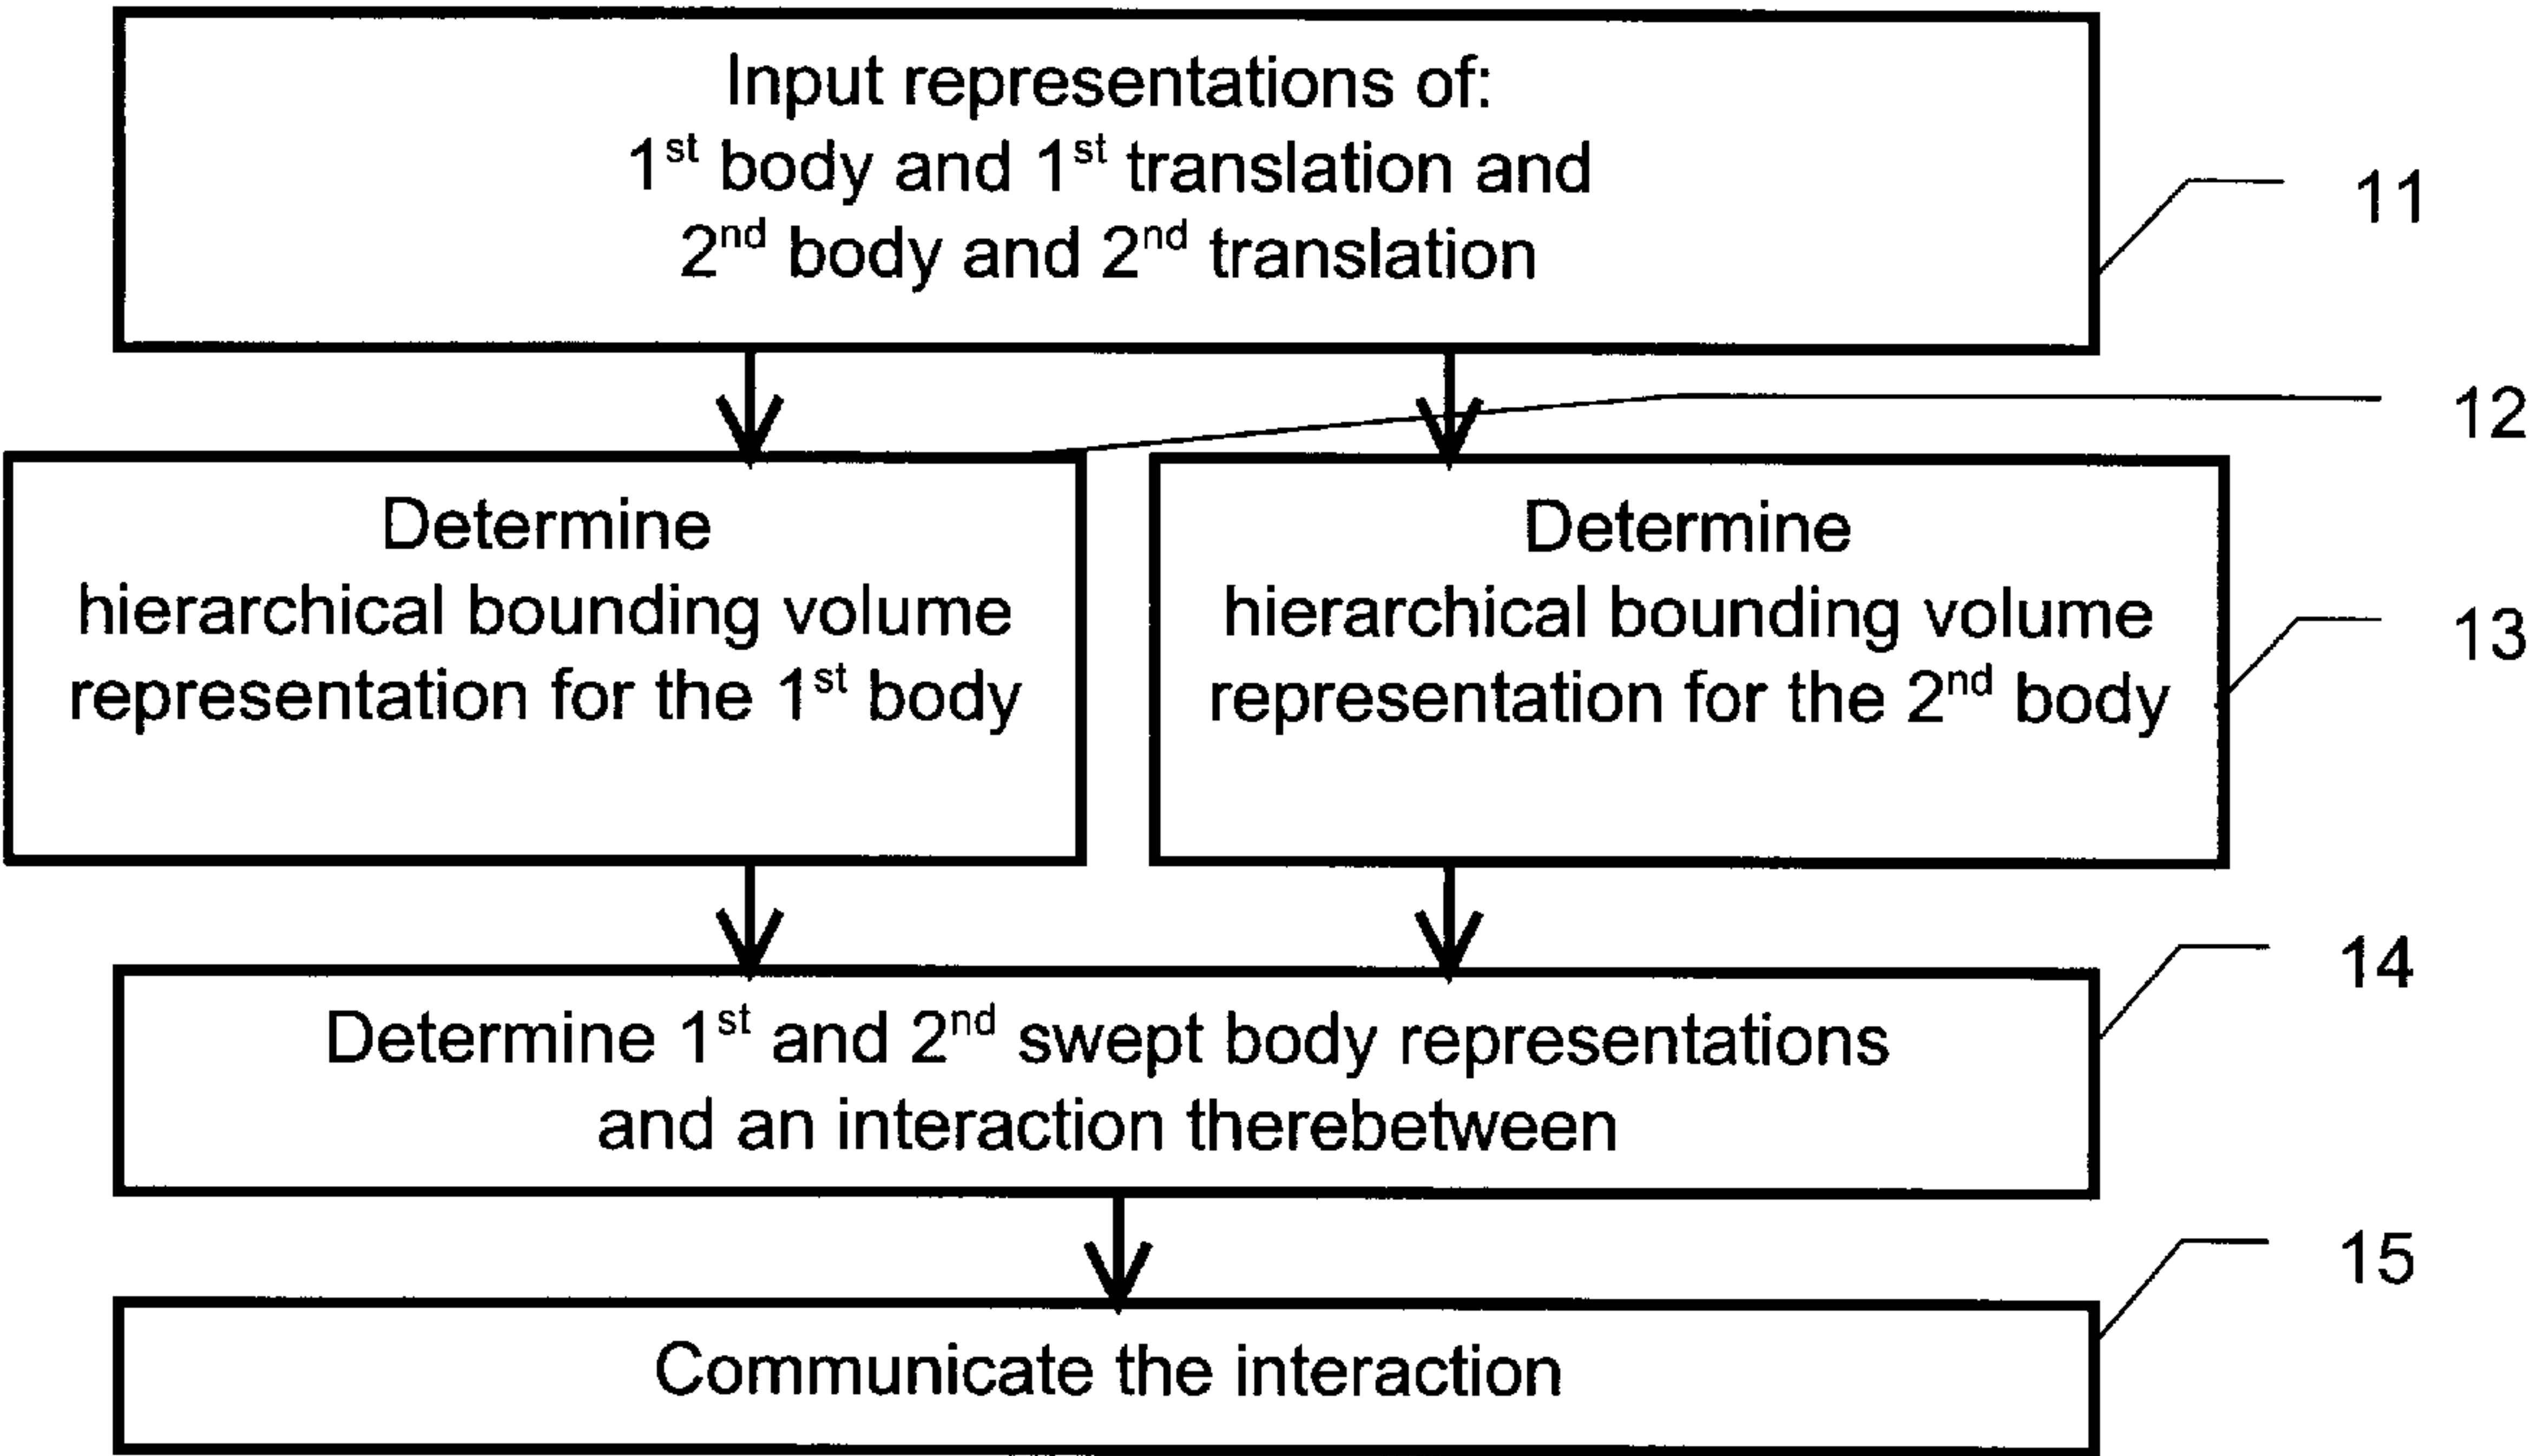 Input representations of:
1st body and 1st translation and
2nd body and 2nd translation
11
12
Determine
hierarchical bounding volume
representation for the 1st body
Determine
hierarchical bounding volume
representation for the 2nd body
13
Determine 1st and 2nd swept body representations
and an interaction therebetween
14
Communicate the interaction
15